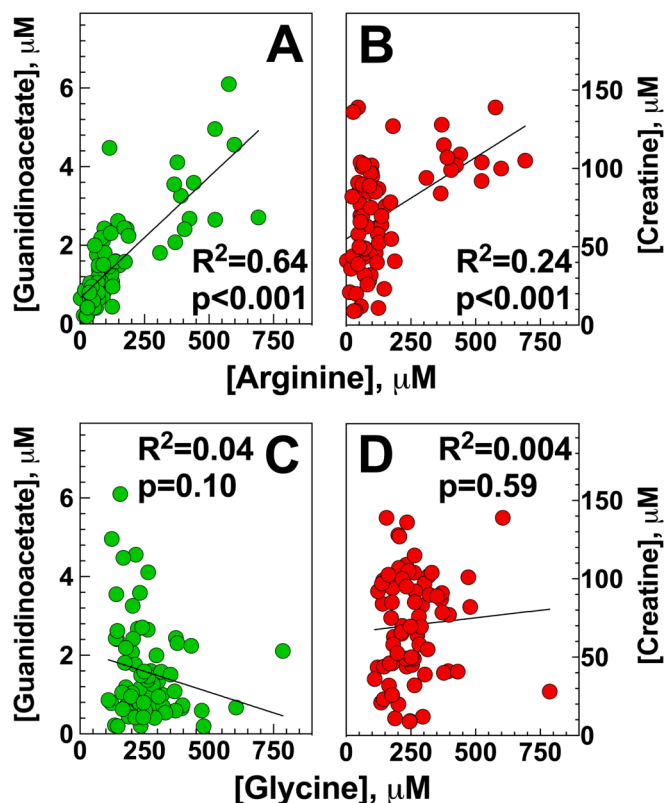 A
B
[Guanidinoacetate], μM
6
4
2
0
R²=0.64
p<0.001
R²=0.24
p<0.001
150
100
50
0
[Creatine], μM
0 250 500 750
0 250 500 750
[Arginine], μM
C
D
[Guanidinoacetate], μM
6
4
2
0
R²=0.04
p=0.10
R²=0.004
p=0.59
150
100
50
0
[Creatine], μM
0 250 500 750
0 250 500 750
[Glycine], μM